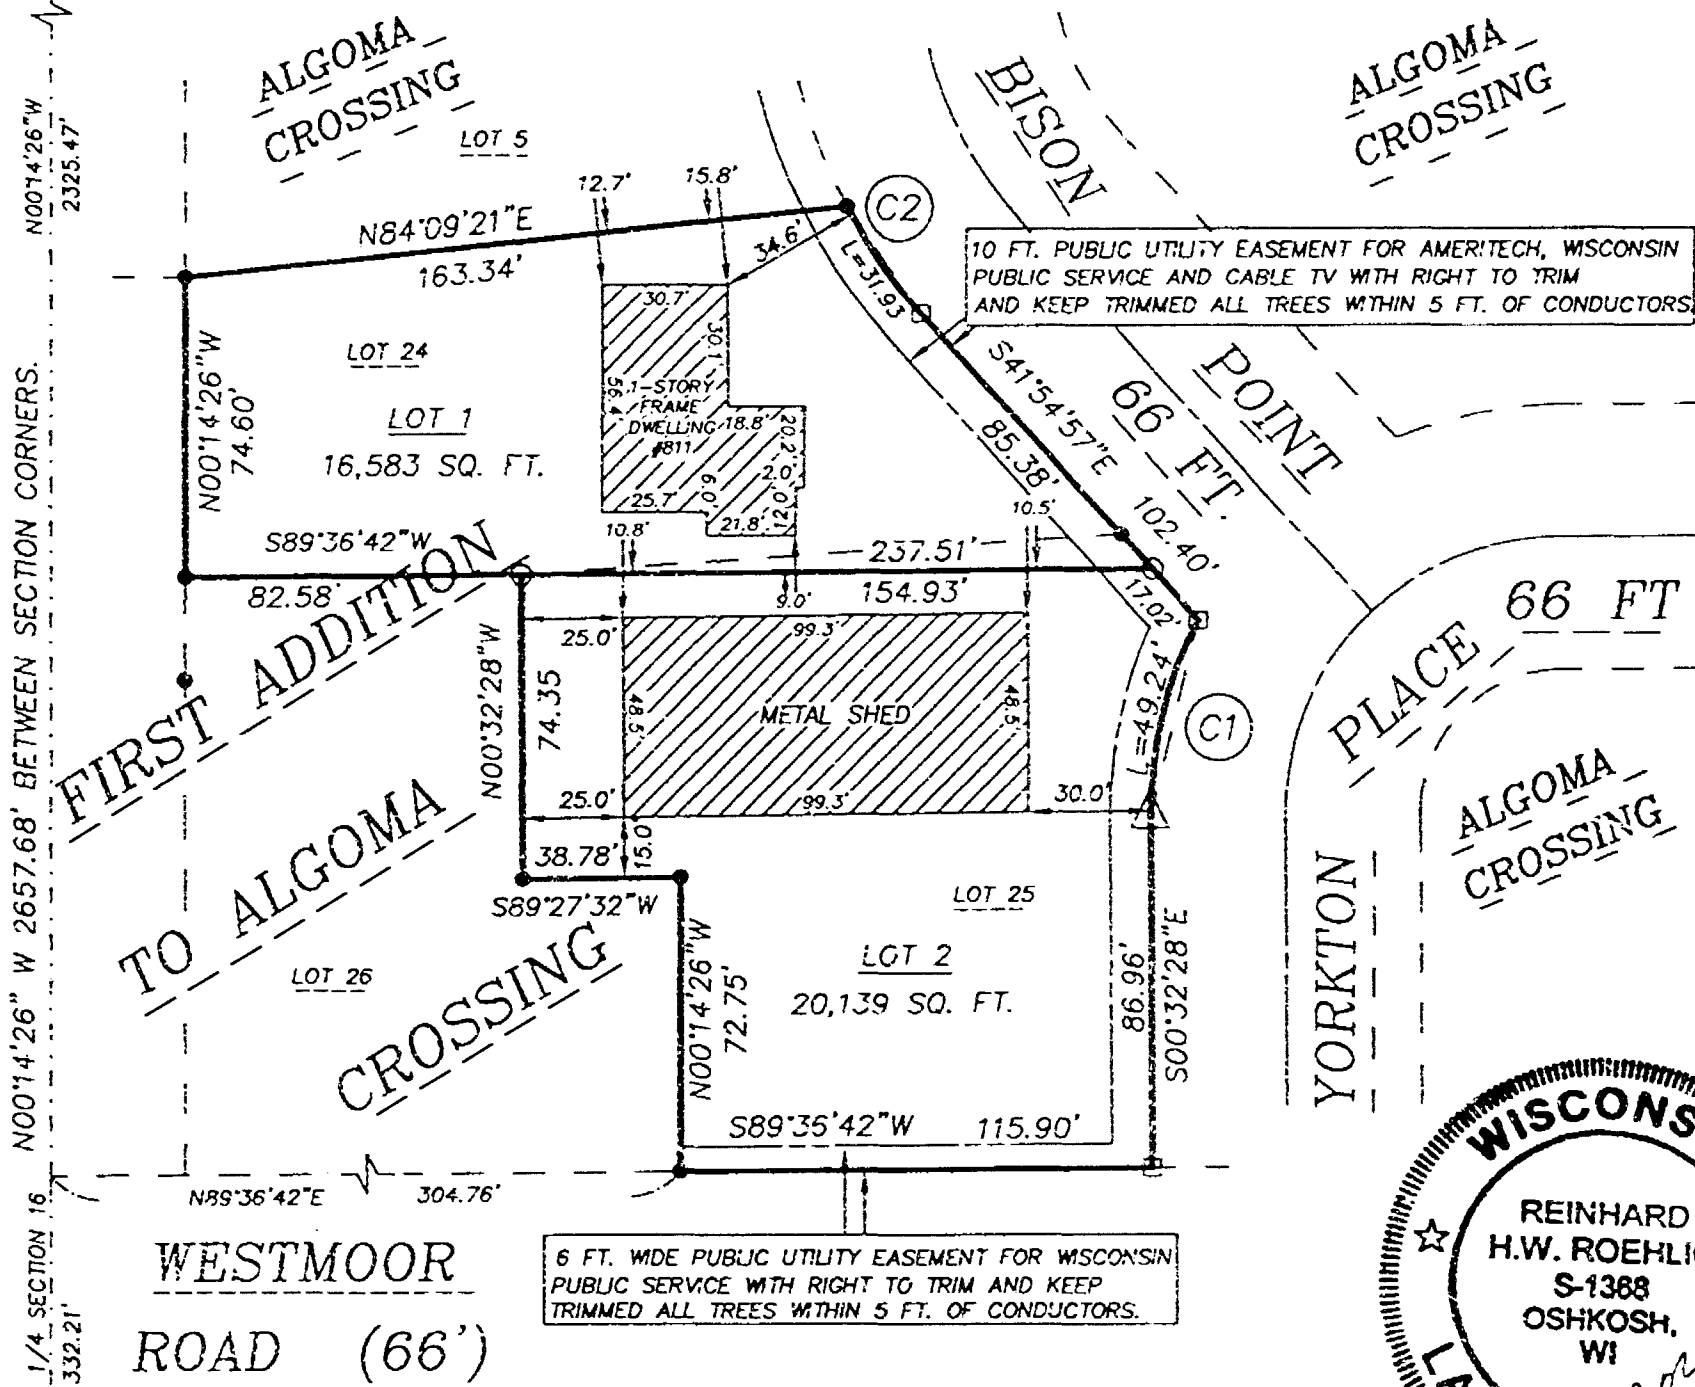 ALGOMA
CROSSING
LOT 5
BISON
POINT
66 FT.
ALGOMA
CROSSING
N00°14'26"W
2325.47'
12.7'
15.8'
C2
N84°09'21"E
163.34'
34.6'
L=31.93'
10 FT. PUBLIC UTILITY EASEMENT FOR AMERITECH, WISCONSIN
PUBLIC SERVICE AND CABLE TV WITH RIGHT TO TRIM
AND KEEP TRIMMED ALL TREES WITHIN 5 FT. OF CONDUCTORS.
N00°14'26"W
74.60'
LOT 24
LOT 1
16,583 SQ. FT.
30.7'
30.1'
56.4'
1-STORY
FRAME
DWELLING
#811
18.8'
20.2'
2.0'
12.0'
25.7'
6.0'
21.8'
S41°54'57"E
85.38'
102.40'
17.02'
10.5'
10.8'
S89°36'42"W
237.51'
82.58'
154.93'
9.0'
66 FT
PLACE
YORKTON
FIRST ADDITION
TO ALGOMA
CROSSING
N00°32'28"W
74.35
25.0'
99.3'
48.5'
METAL SHED
48.5'
25.0'
99.3'
30.0'
L=49.24'
C1
15.0
38.78'
S89°27'32"W
ALGOMA
CROSSING
LOT 25
LOT 2
20,139 SQ. FT.
LOT 26
N00°14'26"W
72.75'
86.96'
S00°32'28"E
S89°36'42"W 115.90'
N89°36'42"E 304.76'
WESTMOOR
ROAD (66')
6 FT. WIDE PUBLIC UTILITY EASEMENT FOR WISCONSIN
PUBLIC SERVICE WITH RIGHT TO TRIM AND KEEP
TRIMMED ALL TREES WITHIN 5 FT. OF CONDUCTORS.
N00°14'26" W 2657.68' BETWEEN SECTION CORNERS.
1/4 SECTION 16
332.21'
WISCONS
REINHARD
H.W. ROEHLI
S-1368
OSHKOSH,
WI
LA